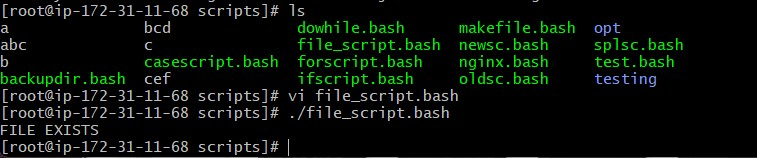 [root@ip-172-31-11-68 scripts]# ls
a bcd dowhile.bash makefile.bash opt
abc c file_script.bash newsc.bash splsc.bash
b casescript.bash forscript.bash nginx.bash test.bash
backupdir.bash cef ifscript.bash oldsc.bash testing
[root@ip-172-31-11-68 scripts]# vi file_script.bash
[root@ip-172-31-11-68 scripts]# ./file_script.bash
FILE EXISTS
[root@ip-172-31-11-68 scripts]#